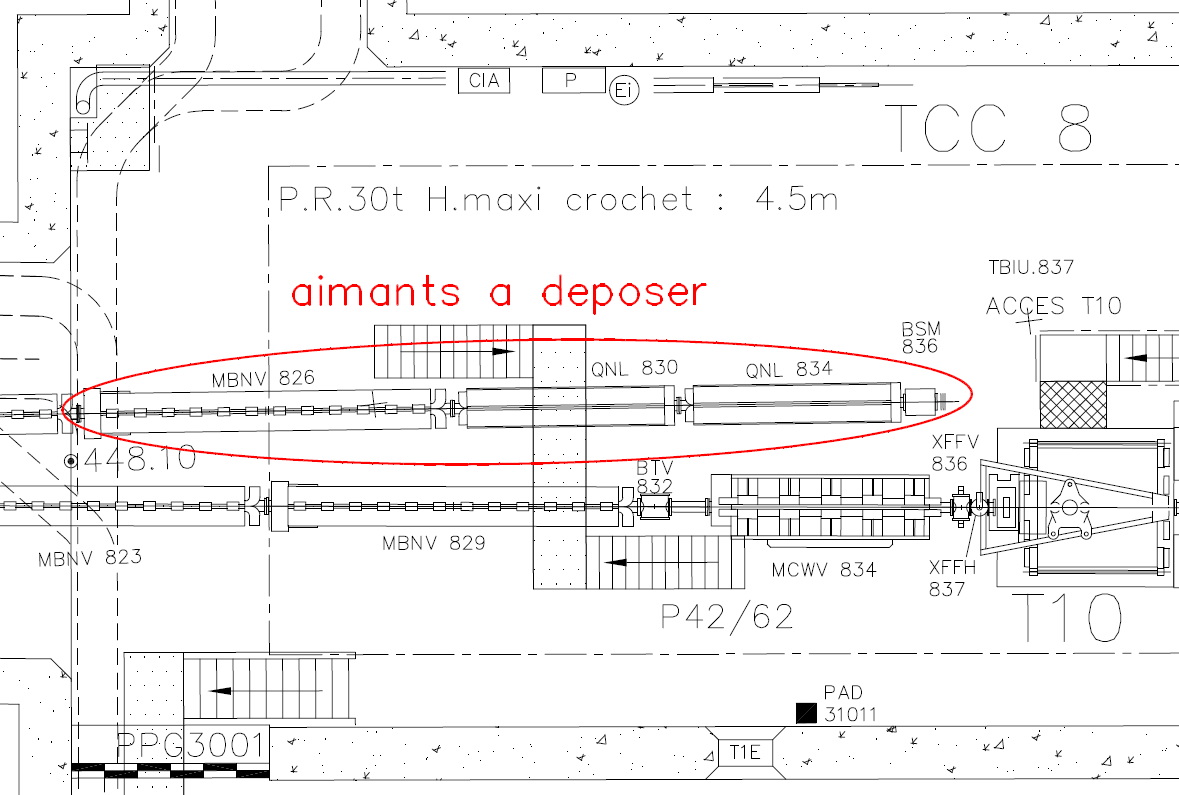 CIA
P
Ei
TCC 8
P.R.30t H.maxi crochet : 4.5m
TBIU.837
aimants a deposer
ACCES T10
BSM
836
QNL 830
QNL 834
MBNV 826
448.10
XFFV
836
BTV
832
MBNV 829
MBNV 823
MCWV 834
XFFH
837
P42/62
T10
PAD
31011
PPG3001
T1E